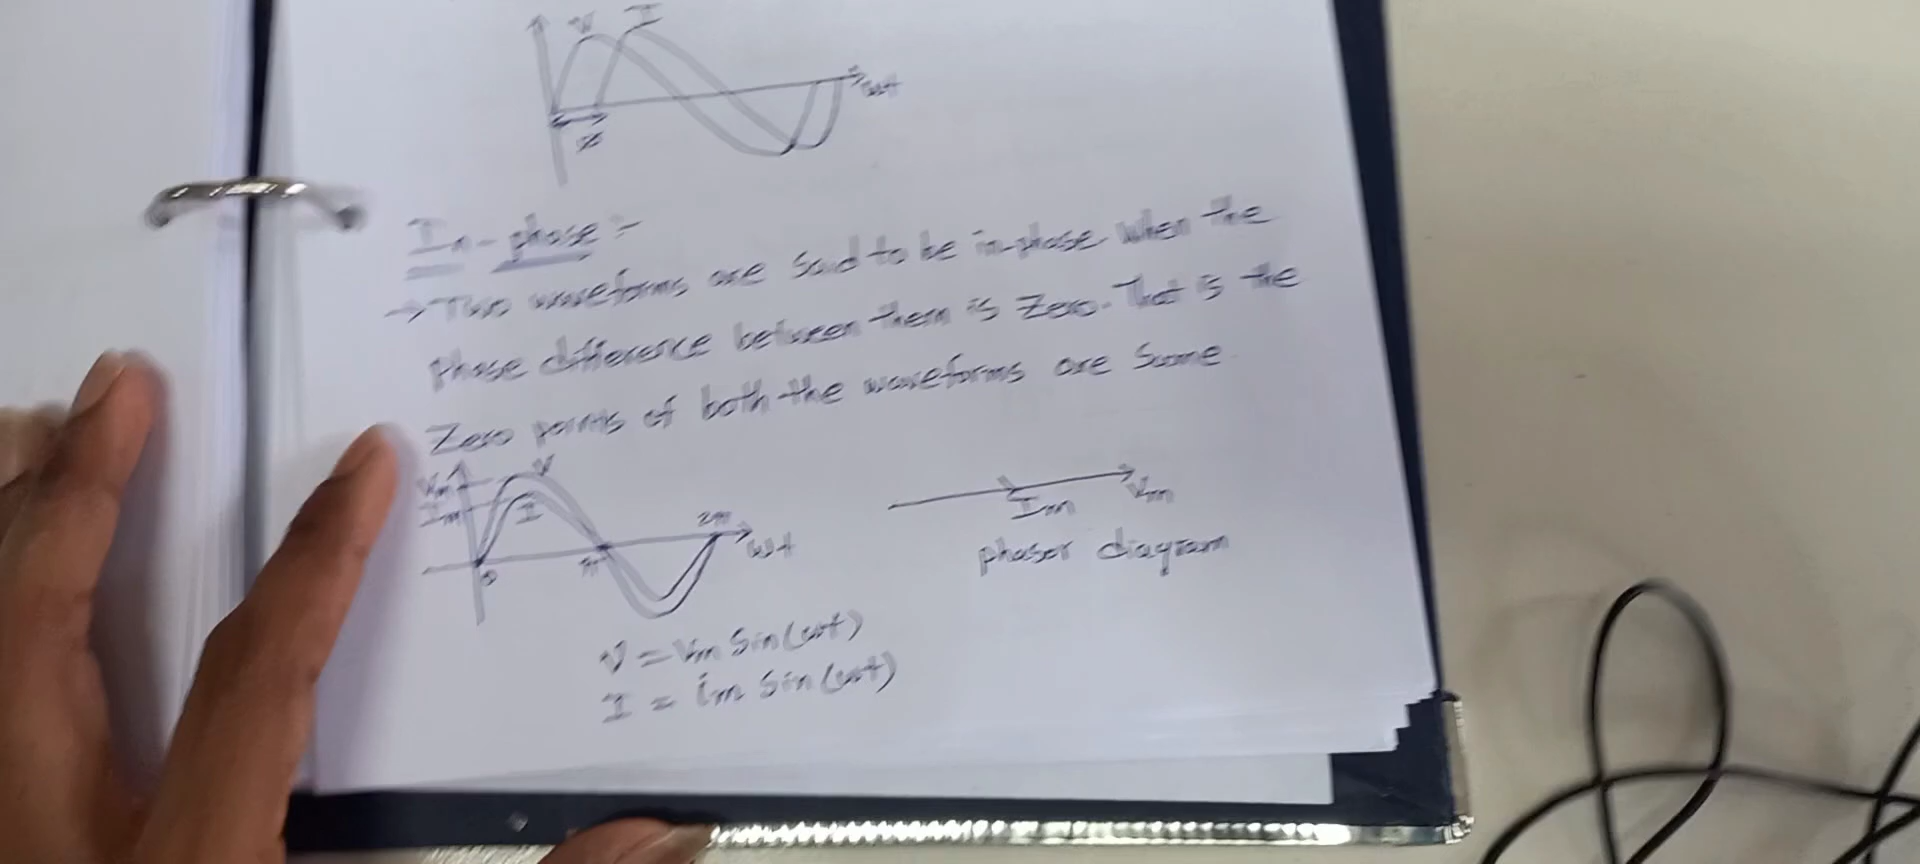 V I
ωt
ø
In-phase :-
→ Two waveforms are said to be in-phase when the
phase difference between them is Zero. That is the
Zero points of both the waveforms are Same
Vm V
Im I
0 π 2π ωt
Im Vm
phasor diagram
V = Vm Sin(ωt)
I = im Sin(ωt)